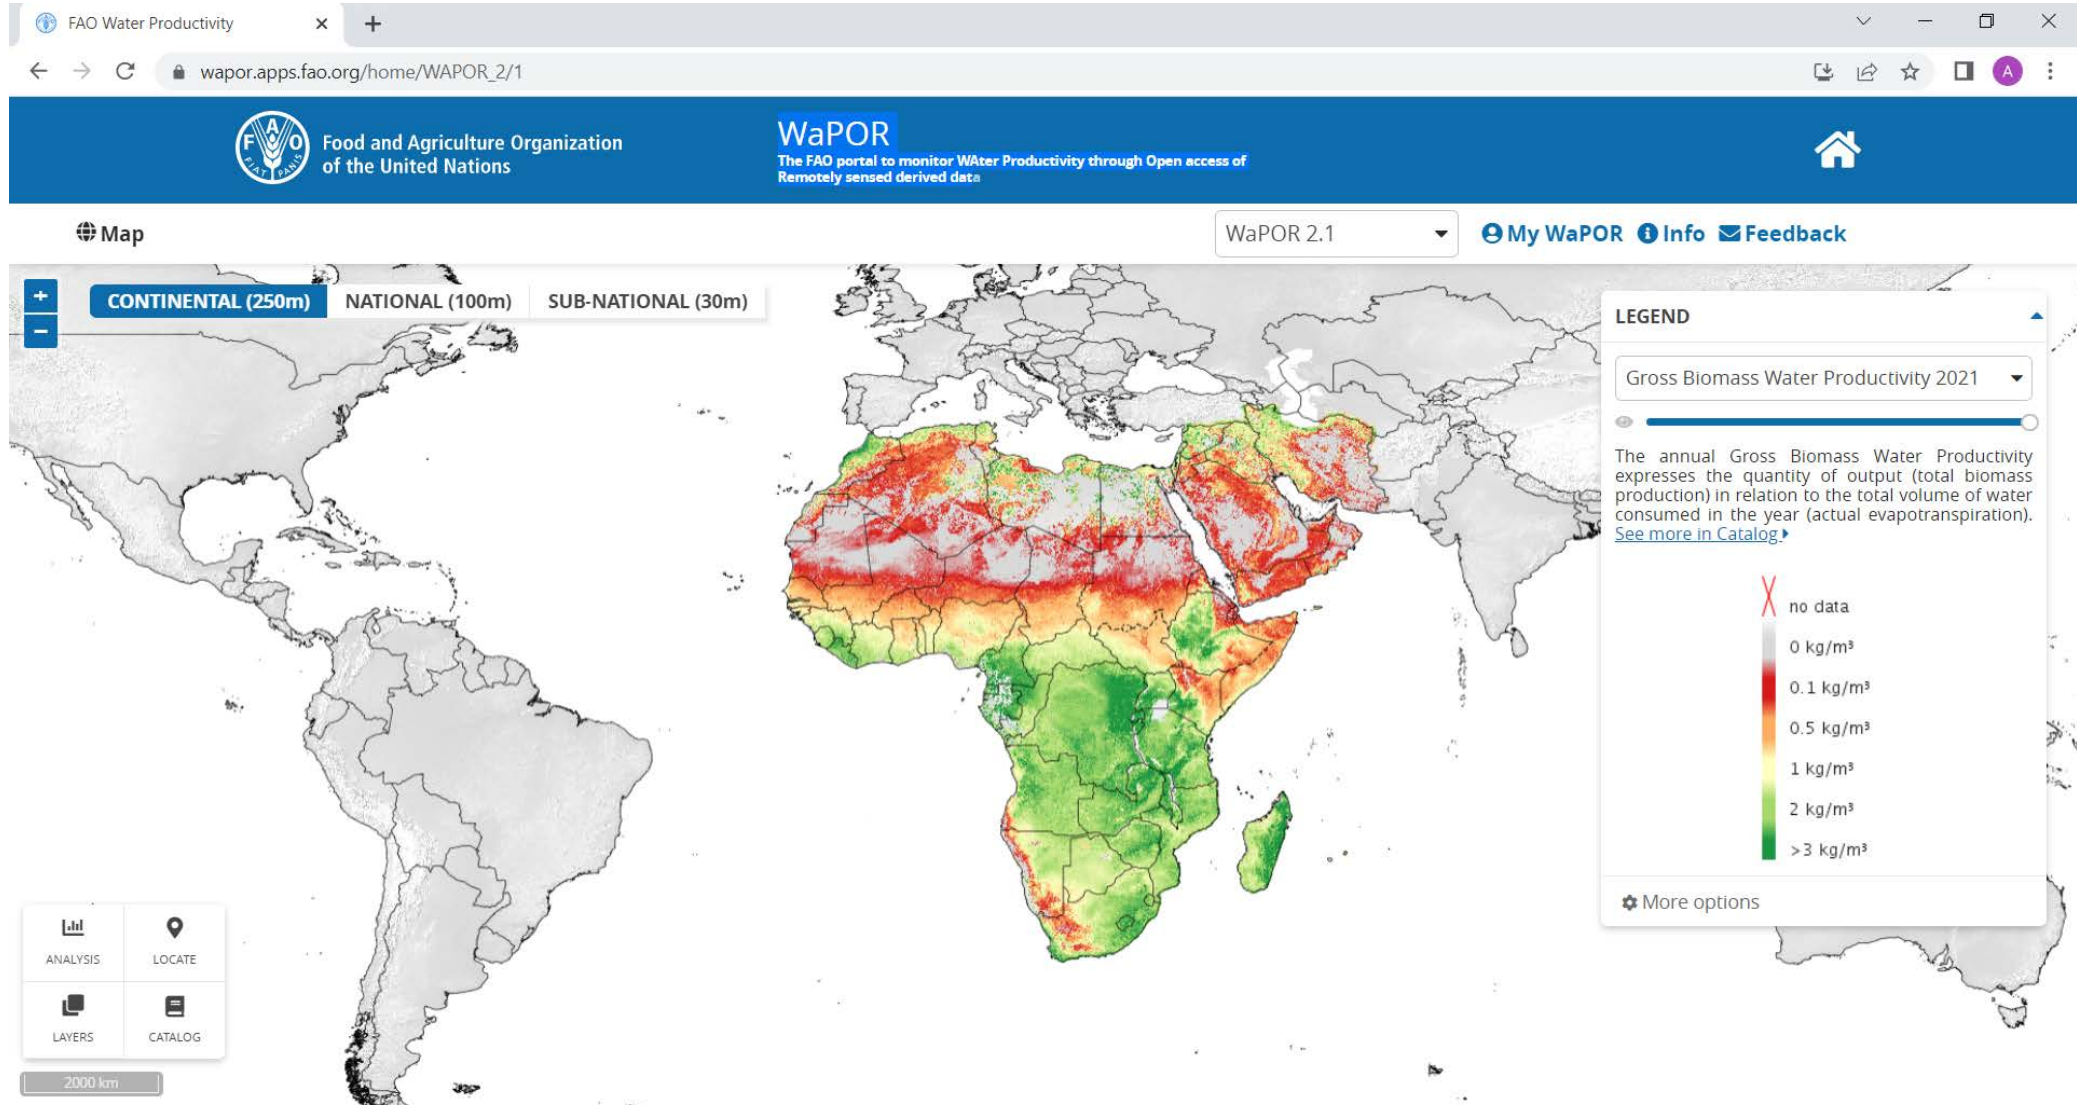 FAO Water Productivity
wapor.apps.fao.org/home/WAPOR_2/1
A
F A O
FIAT PANIS
Food and Agriculture Organization
of the United Nations
WaPOR
The FAO portal to monitor WAter Productivity through Open access of
Remotely sensed derived data
Map
WaPOR 2.1
My WaPOR
Info
Feedback
+
−
CONTINENTAL (250m)
NATIONAL (100m)
SUB-NATIONAL (30m)
LEGEND
Gross Biomass Water Productivity 2021
The annual Gross Biomass Water Productivity
expresses the quantity of output (total biomass
production) in relation to the total volume of water
consumed in the year (actual evapotranspiration).
See more in Catalog
no data
0 kg/m³
0.1 kg/m³
0.5 kg/m³
1 kg/m³
2 kg/m³
>3 kg/m³
More options
ANALYSIS
LOCATE
LAYERS
CATALOG
2000 km